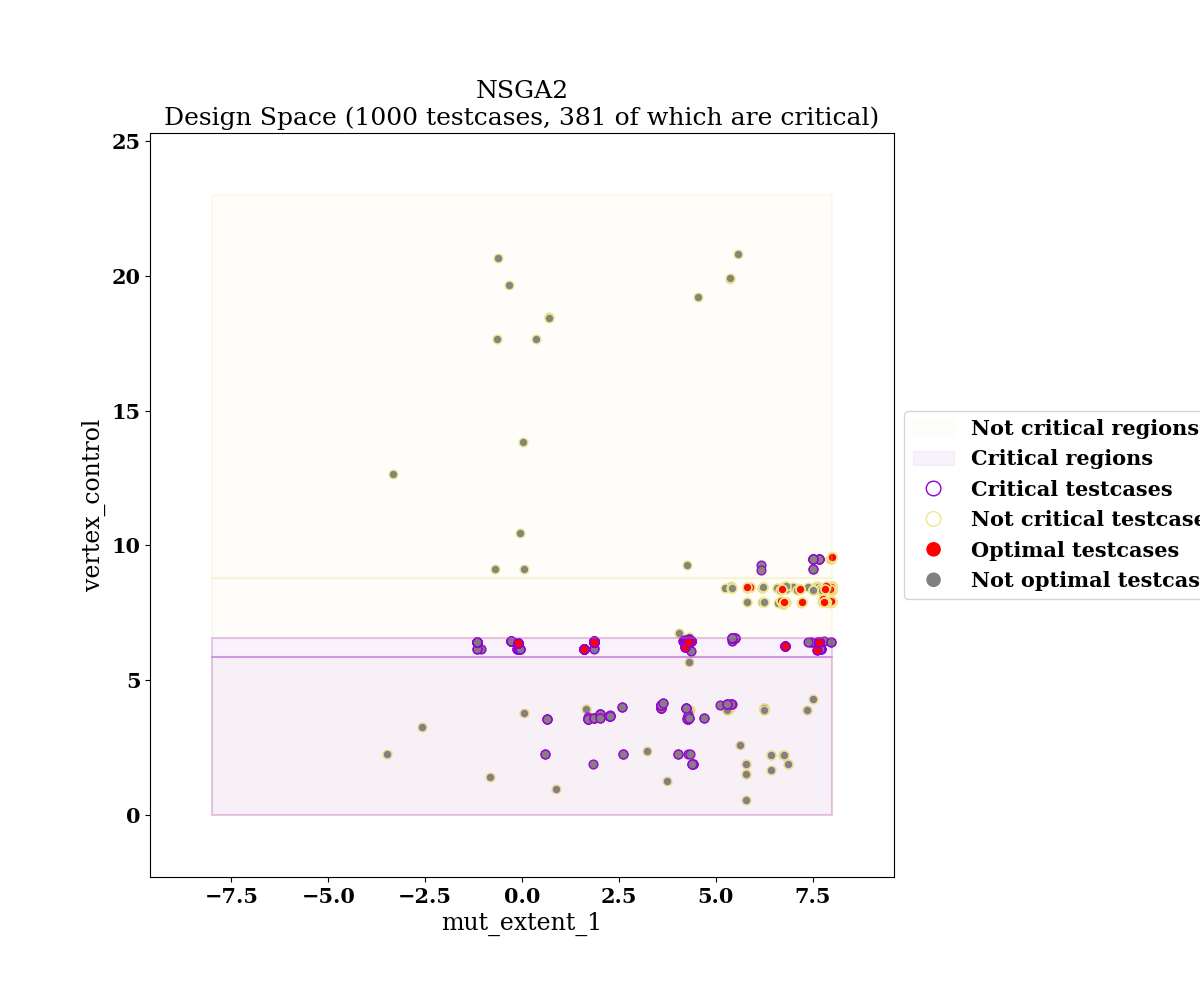 NSGA2
Design Space (1000 testcases, 381 of which are critical)
25
20
15
10
5
0
vertex_control
−7.5 −5.0 −2.5 0.0 2.5 5.0 7.5
mut_extent_1
Not critical regions
Critical regions
Critical testcases
Not critical testcase
Optimal testcases
Not optimal testcas